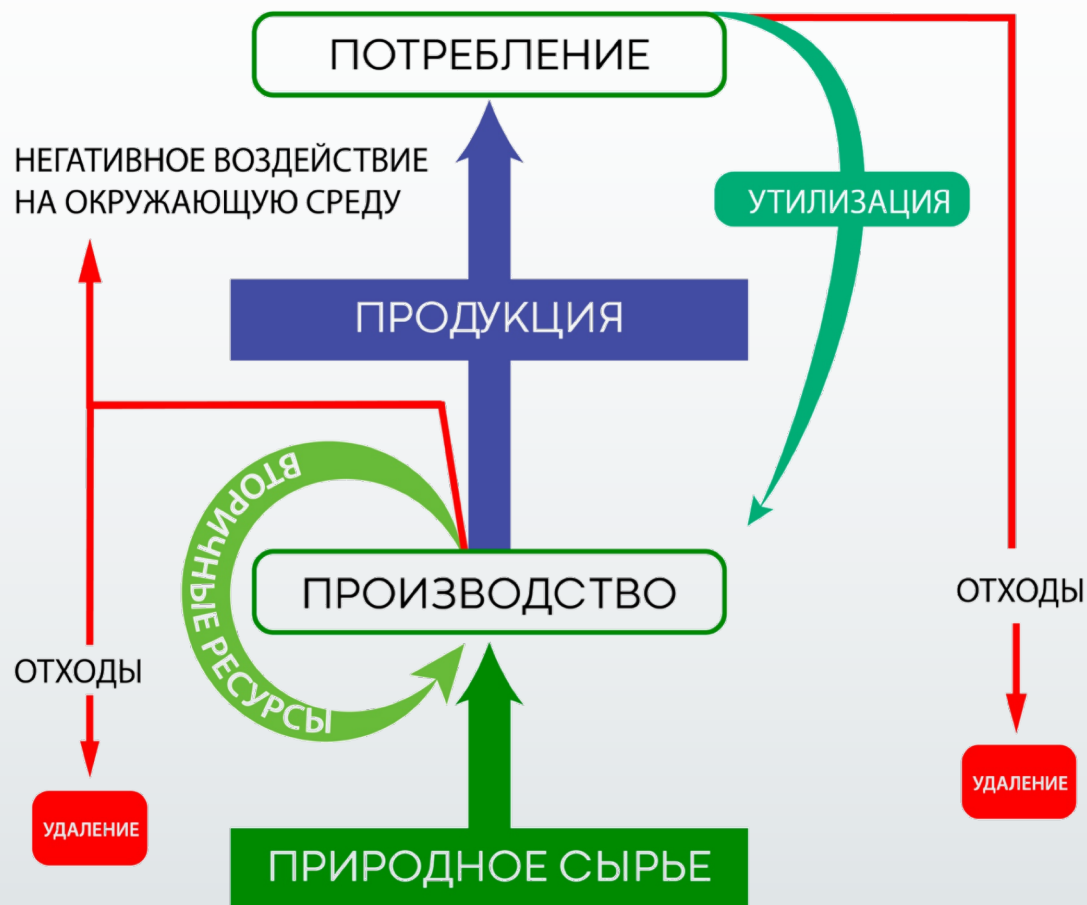 ПОТРЕБЛЕНИЕ
НЕГАТИВНОЕ ВОЗДЕЙСТВИЕ
НА ОКРУЖАЮЩУЮ СРЕДУ
УТИЛИЗАЦИЯ
ПРОДУКЦИЯ
ВТОРИЧНЫЕ РЕСУРСЫ
ПРОИЗВОДСТВО
ОТХОДЫ
ОТХОДЫ
УДАЛЕНИЕ
УДАЛЕНИЕ
ПРИРОДНОЕ СЫРЬЕ